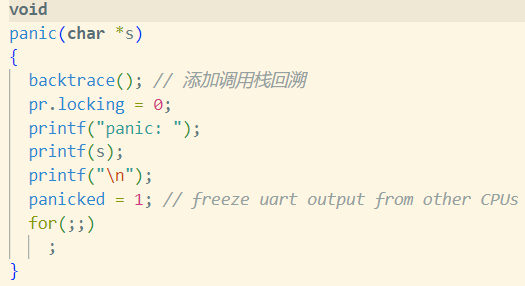 void
panic(char *s)
{
  backtrace(); // 添加调用栈回溯
  pr.locking = 0;
  printf("panic: ");
  printf(s);
  printf("\n");
  panicked = 1; // freeze uart output from other CPUs
  for(;;)
    ;
}